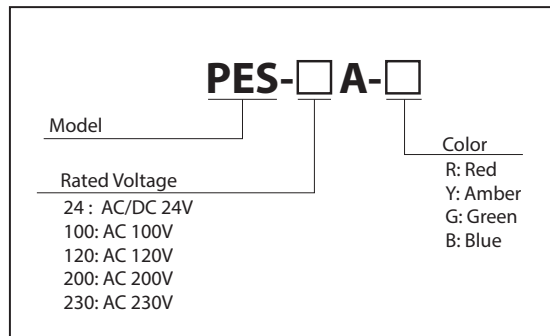 PES-□ A-□
Model
Rated Voltage
24 : AC/DC 24V
100: AC 100V
120: AC 120V
200: AC 200V
230: AC 230V
Color
R: Red
Y: Amber
G: Green
B: Blue